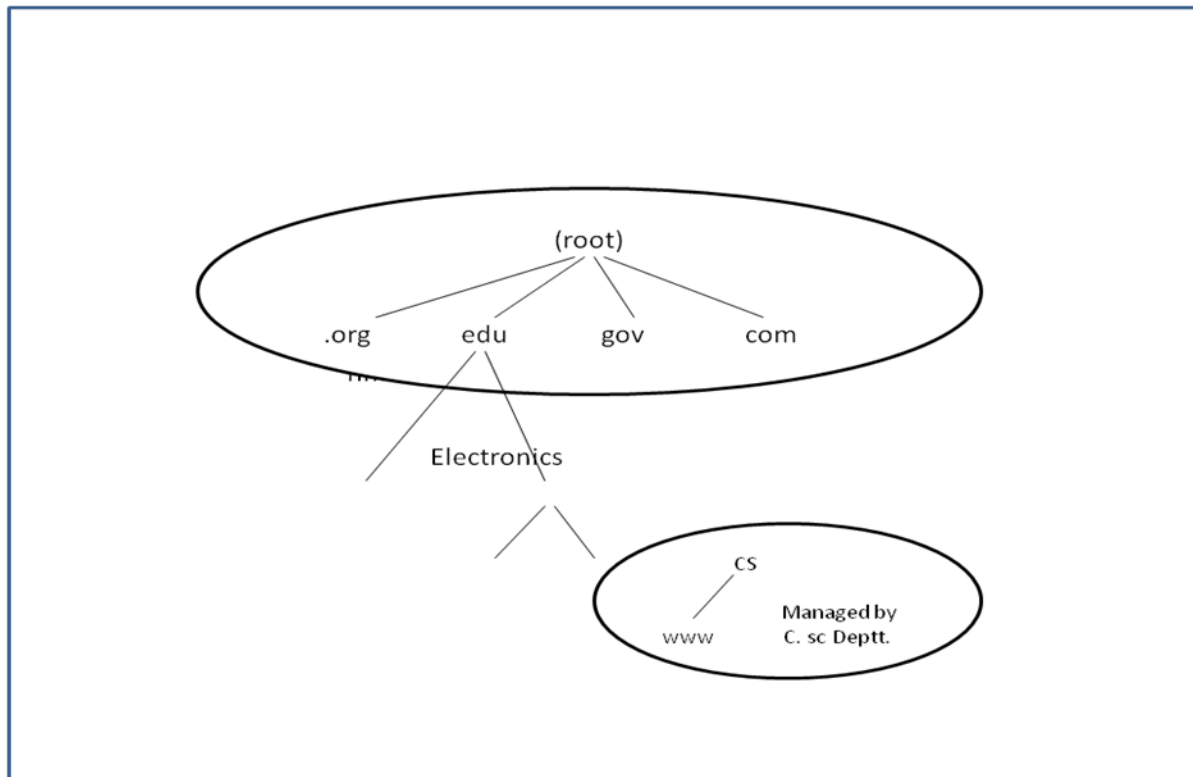 (root)
.org edu gov com
Electronics
cs
www
Managed by
C. sc Deptt.